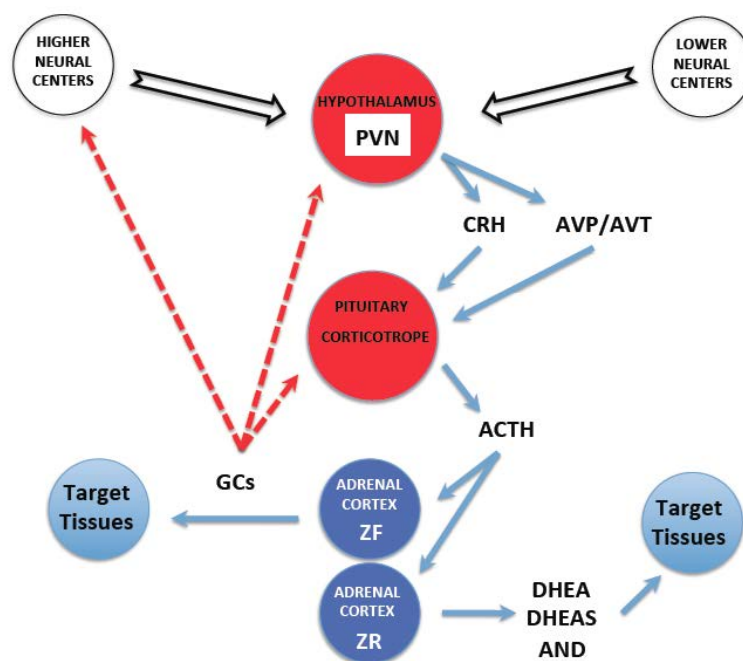 HIGHER
NEURAL
CENTERS
LOWER
NEURAL
CENTERS
HYPOTHALAMUS
PVN
CRH
AVP/AVT
PITUITARY
CORTICOTROPE
ACTH
GCs
Target
Tissues
ADRENAL
CORTEX
ZF
Target
Tissues
ADRENAL
CORTEX
ZR
DHEA
DHEAS
AND